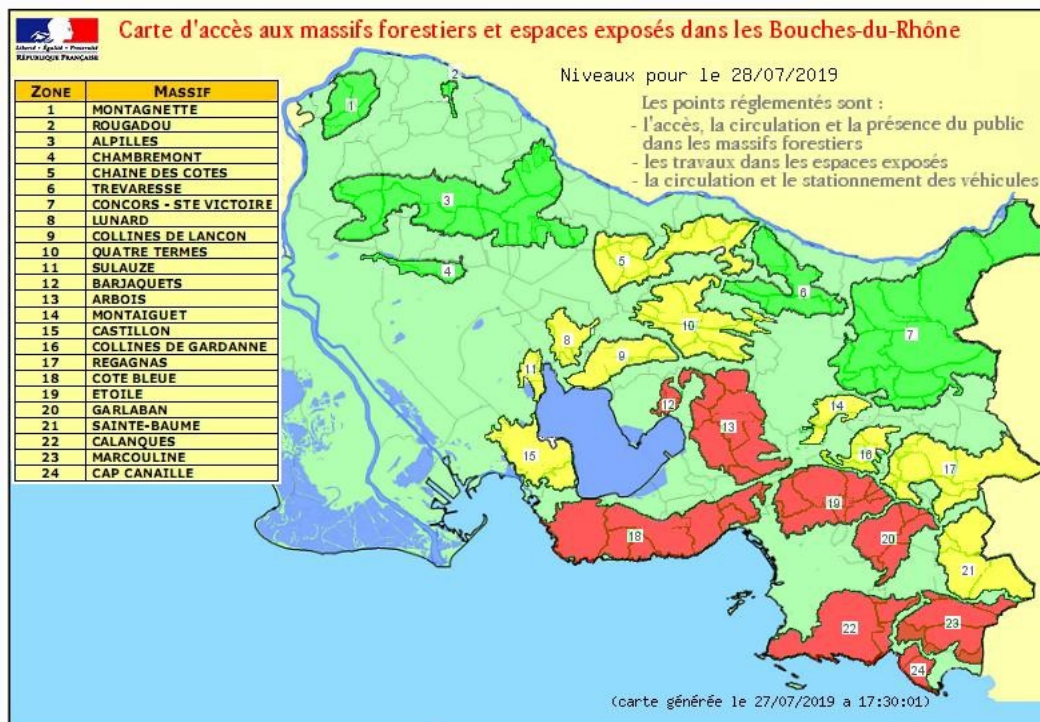 Carte d'accès aux massifs forestiers et espaces exposés dans les Bouches-du-Rhône
Liberté • Égalité • Fraternité
RÉPUBLIQUE FRANÇAISE
Niveaux pour le 28/07/2019
Les points réglementés sont :
- l'accès, la circulation et la présence du public
dans les massifs forestiers
- les travaux dans les espaces exposés
- la circulation et le stationnement des véhicules
ZONE MASSIF
1 MONTAGNETTE
2 ROUGADOU
3 ALPILLES
4 CHAMBREMONT
5 CHAINE DES COTES
6 TREVARESSE
7 CONCORS - STE VICTOIRE
8 LUNARD
9 COLLINES DE LANCON
10 QUATRE TERMES
11 SULAUZE
12 BARJAQUETS
13 ARBOIS
14 MONTAIGUET
15 CASTILLON
16 COLLINES DE GARDANNE
17 REGAGNAS
18 COTE BLEUE
19 ETOILE
20 GARLABAN
21 SAINTE-BAUME
22 CALANQUES
23 MARCOULINE
24 CAP CANAILLE
2
1
3
4
5
6
7
10
8
9
11
12
13
14
15
16
17
19
18
20
21
22
23
24
(carte générée le 27/07/2019 a 17:30:01)